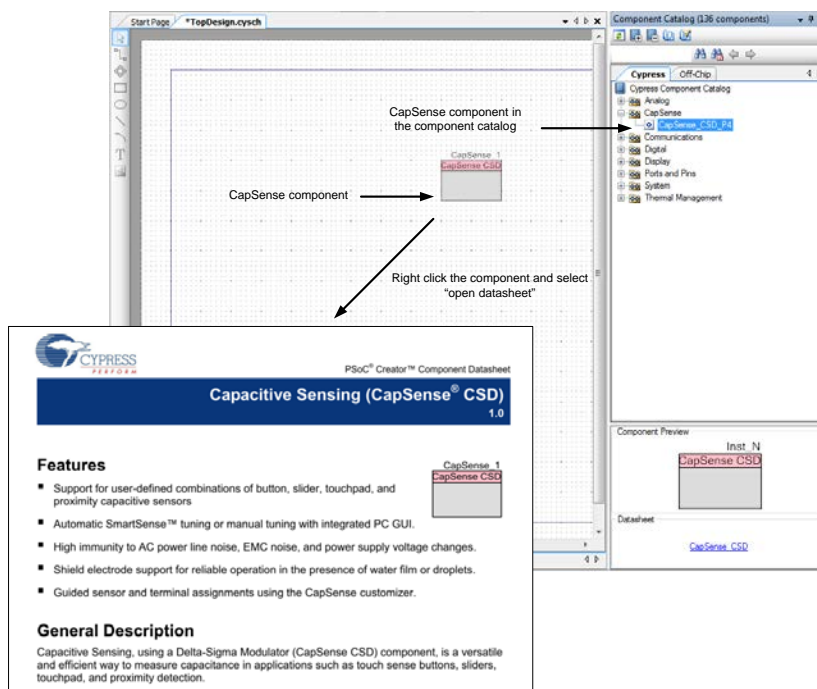 Start Page
*TopDesign.cysch
Component Catalog (136 components)
Cypress
Off-Chip
Cypress Component Catalog
Analog
CapSense
CapSense_CSD_P4
Communications
Digital
Display
Ports and Pins
System
Thermal Management
CapSense component in
the component catalog
CapSense_1
CapSense CSD
CapSense component
Right click the component and select
“open datasheet”
Component Preview
Inst_N
CapSense CSD
Datasheet
CapSense_CSD
CYPRESS
PERFORM
PSoC® Creator™ Component Datasheet
Capacitive Sensing (CapSense® CSD)
1.0
Features
CapSense_1
CapSense CSD
▪ Support for user-defined combinations of button, slider, touchpad, and
proximity capacitive sensors
▪ Automatic SmartSense™ tuning or manual tuning with integrated PC GUI.
▪ High immunity to AC power line noise, EMC noise, and power supply voltage changes.
▪ Shield electrode support for reliable operation in the presence of water film or droplets.
▪ Guided sensor and terminal assignments using the CapSense customizer.
General Description
Capacitive Sensing, using a Delta-Sigma Modulator (CapSense CSD) component, is a versatile
and efficient way to measure capacitance in applications such as touch sense buttons, sliders,
touchpad, and proximity detection.